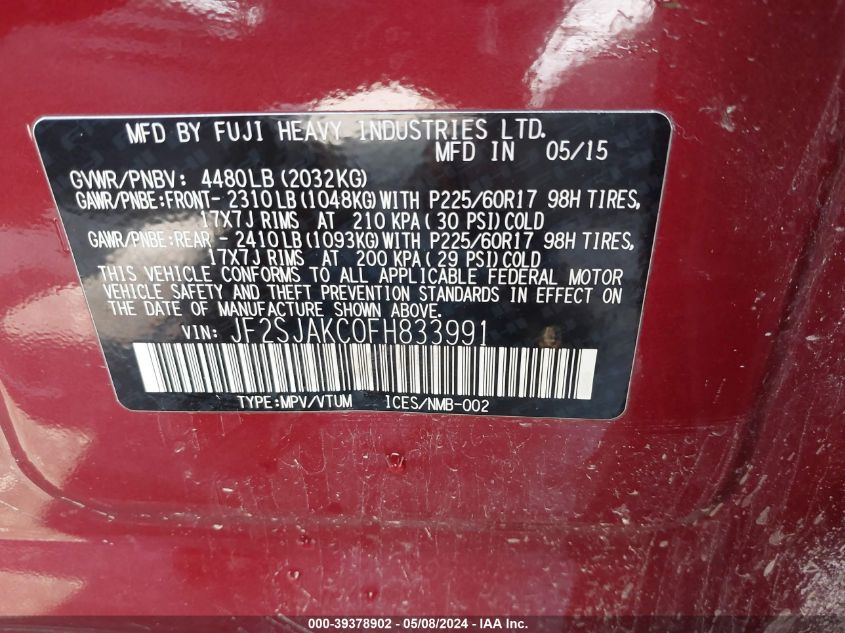 MFD BY FUJI HEAVY INDUSTRIES LTD.
MFD IN 05/15
GVWR/PNBV: 4480LB (2032KG)
GAWR/PNBE:FRONT- 2310LB (1048KG) WITH P225/60R17 98H TIRES,
17X7J RIMS AT 210 KPA (30 PSI) COLD
GAWR/PNBE:REAR - 2410LB (1093KG) WITH P225/60R17 98H TIRES,
17X7J RIMS AT 200 KPA (29 PSI) COLD
THIS VEHICLE CONFORMS TO ALL APPLICABLE FEDERAL MOTOR
VEHICLE SAFETY AND THEFT PREVENTION STANDARDS IN EFFECT
ON THE DATE OF MANUFACTURE SHOWN ABOVE.
VIN: JF2SJAKC0FH833991
TYPE:MPV/VTUM ICES/NMB-002
000-39378902 - 05/08/2024 - IAA Inc.